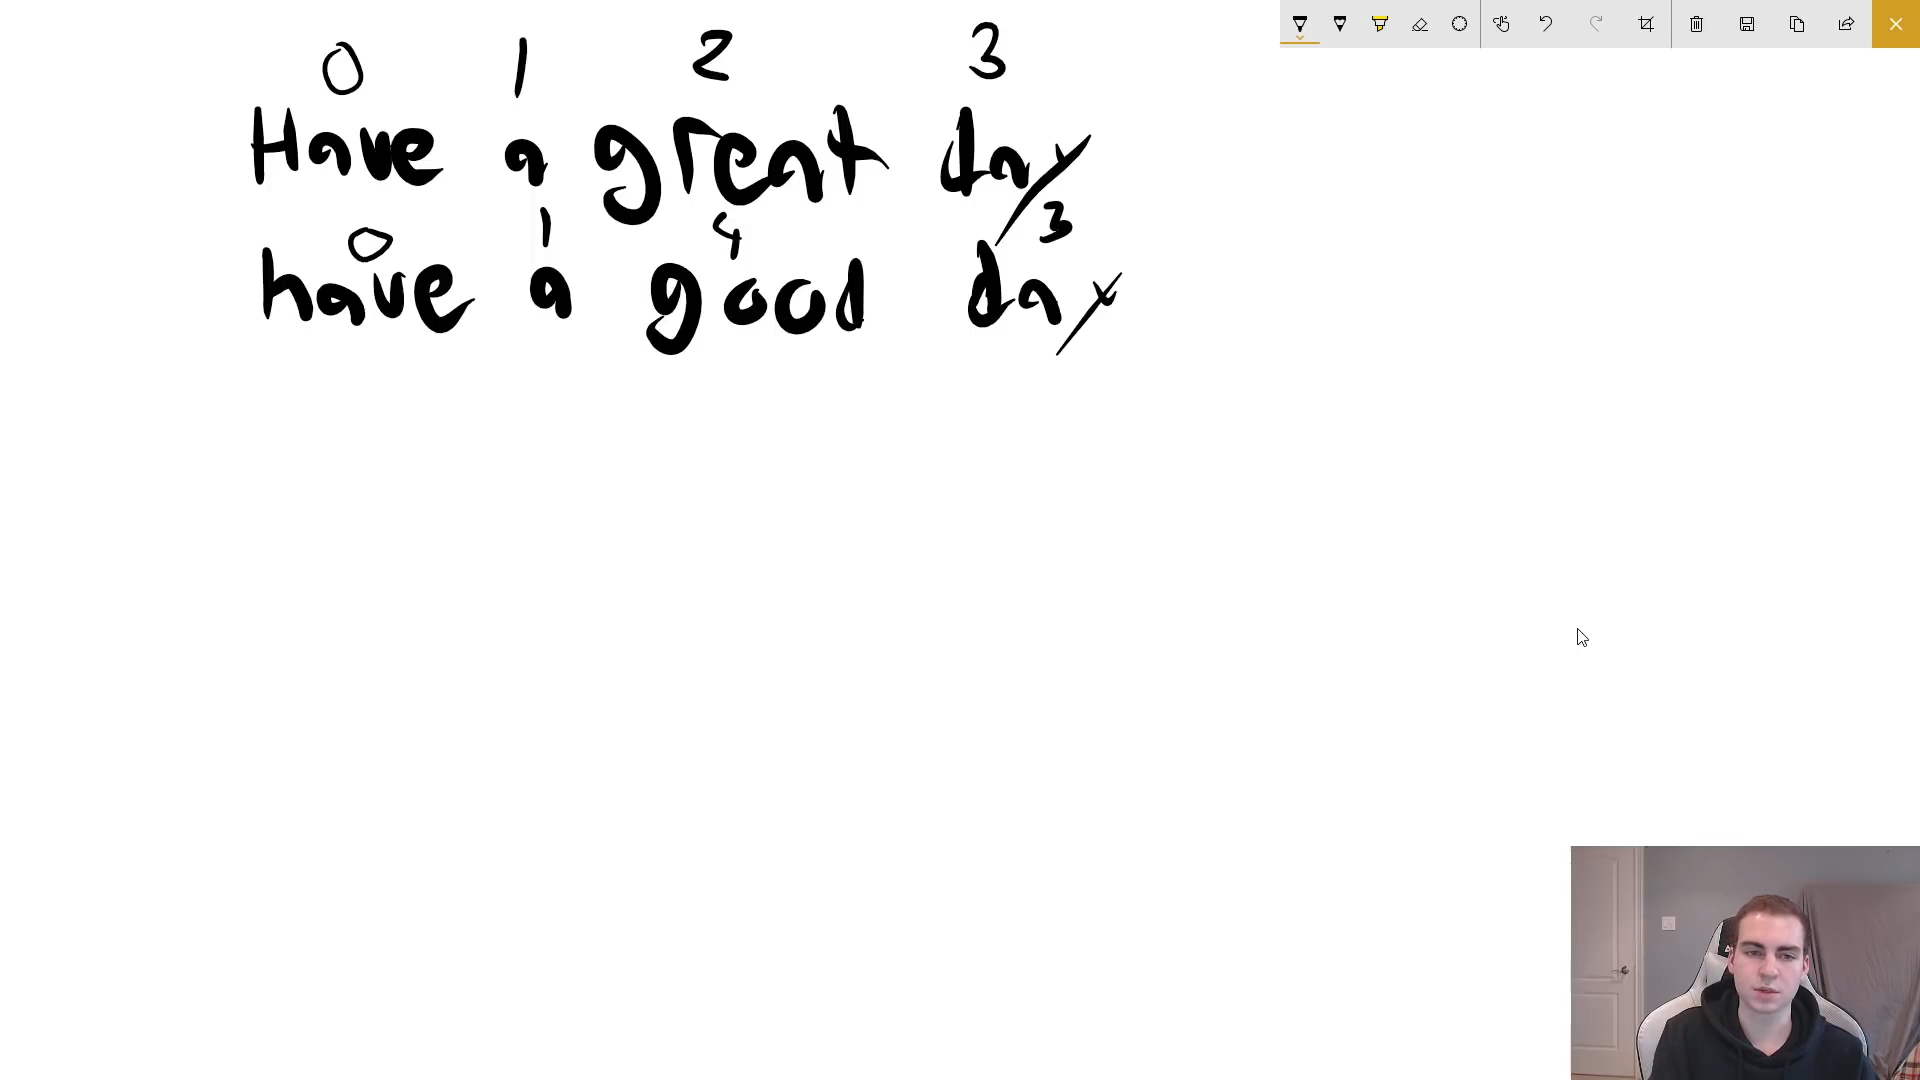 0 1 2 3
Have a great day
0 1 4 3
have a good day